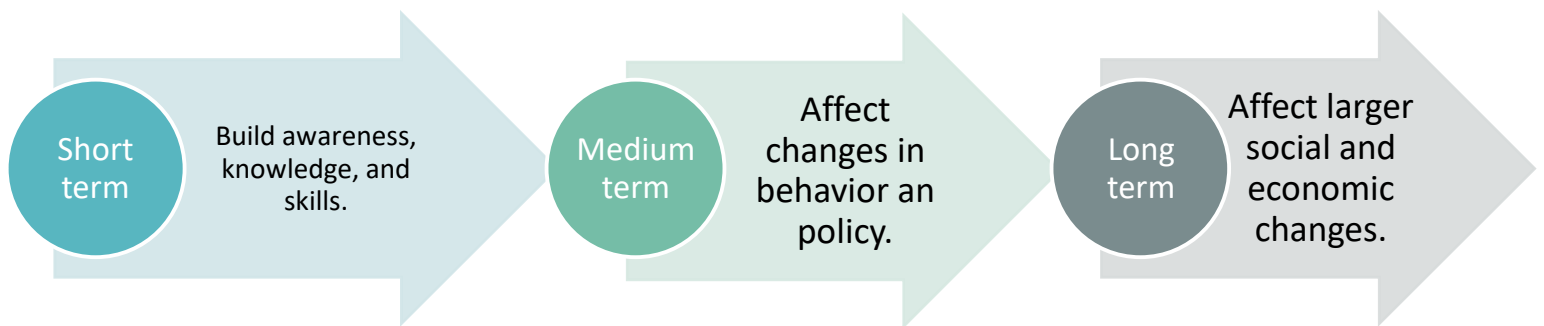 Short
term
Build awareness,
knowledge, and
skills.
Medium
term
Affect
changes in
behavior an
policy.
Long
term
Affect larger
social and
economic
changes.